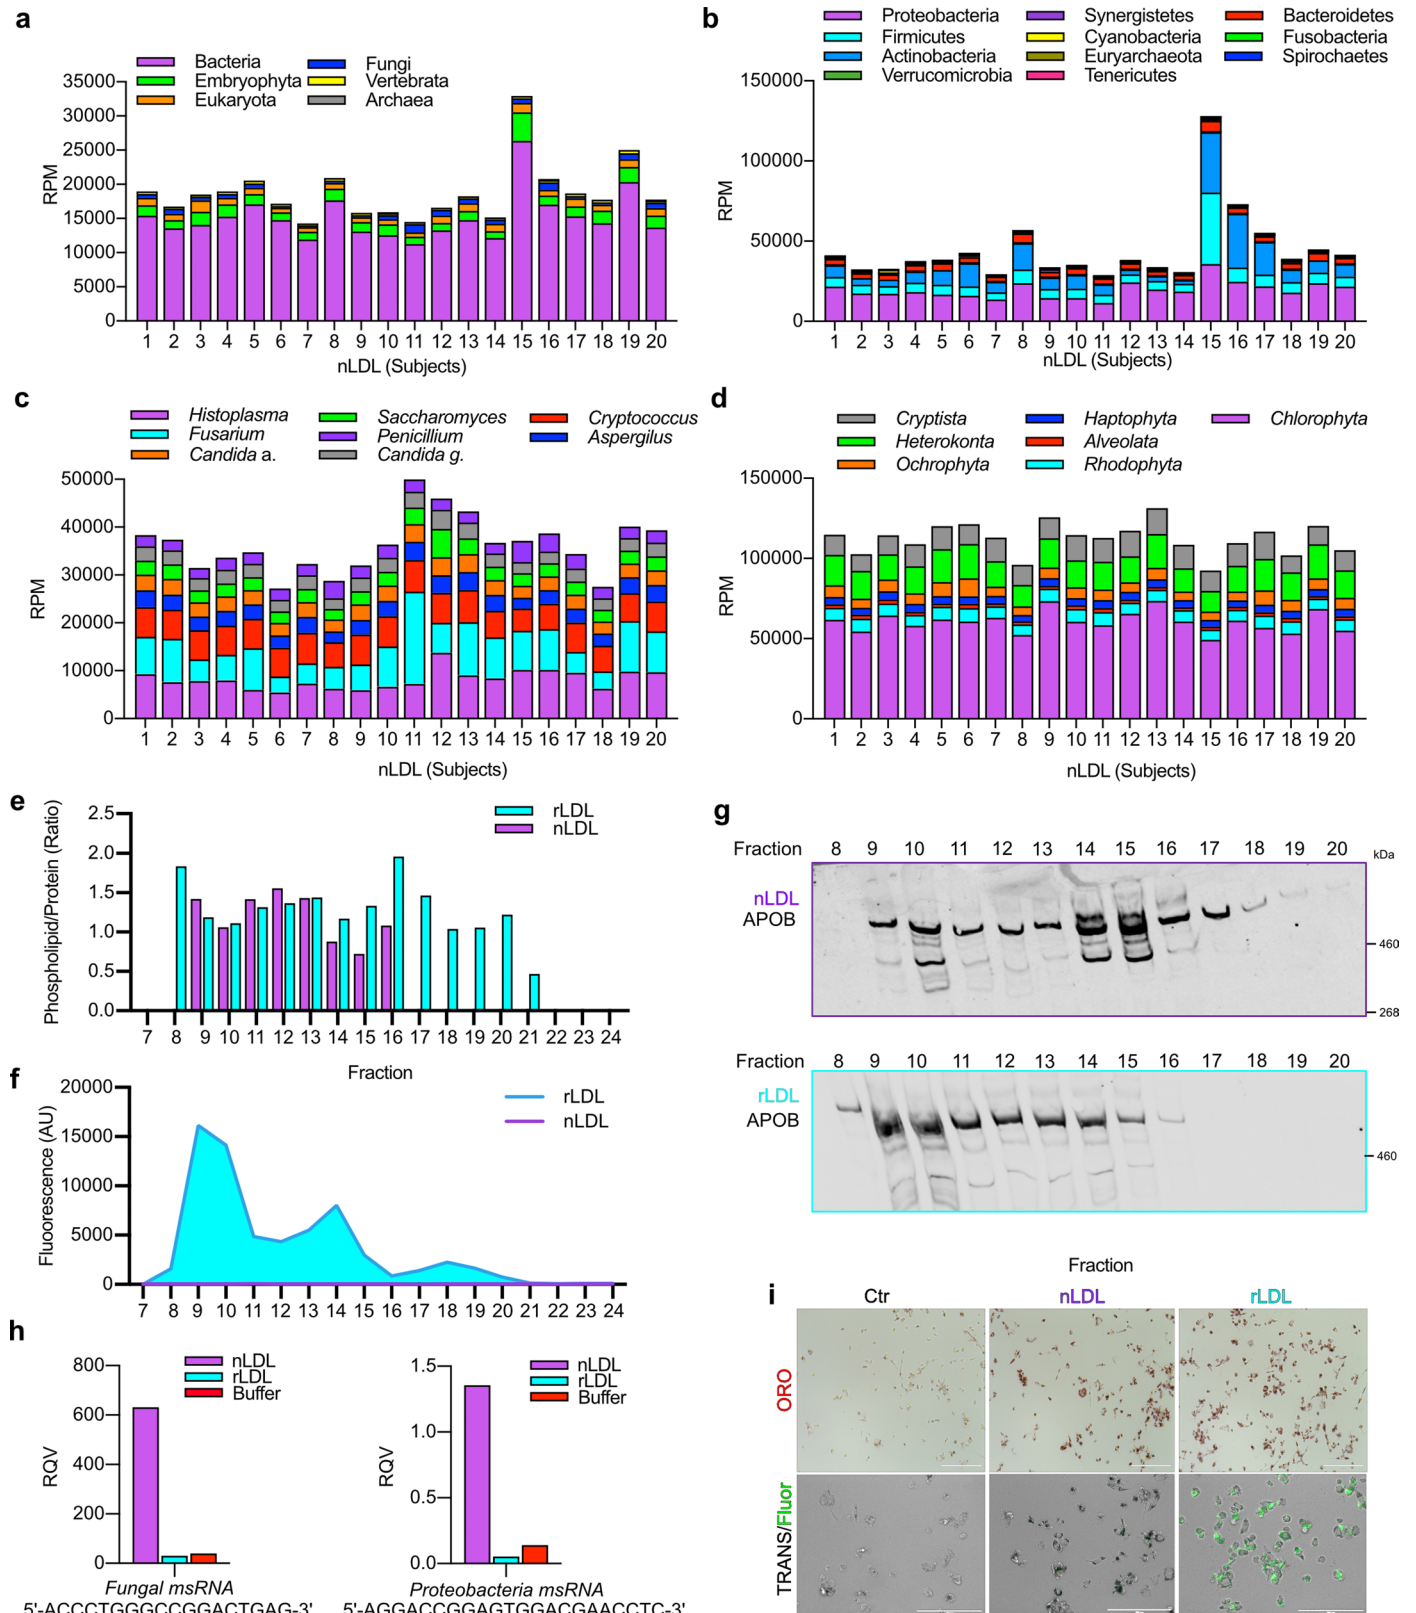 a
Bacteria
Embryophyta
Eukaryota
Fungi
Vertebrata
Archaea
RPM
35000
30000
25000
20000
15000
10000
5000
0
1 2 3 4 5 6 7 8 9 10 11 12 13 14 15 16 17 18 19 20
nLDL (Subjects)
b
Proteobacteria
Firmicutes
Actinobacteria
Verrucomicrobia
Synergistetes
Cyanobacteria
Euryarchaeota
Tenericutes
Bacteroidetes
Fusobacteria
Spirochaetes
RPM
150000
100000
50000
0
1 2 3 4 5 6 7 8 9 10 11 12 13 14 15 16 17 18 19 20
nLDL (Subjects)
c
Histoplasma
Fusarium
Candida a.
Saccharomyces
Penicillium
Candida g.
Cryptococcus
Aspergilus
RPM
50000
40000
30000
20000
10000
0
1 2 3 4 5 6 7 8 9 10 11 12 13 14 15 16 17 18 19 20
nLDL (Subjects)
d
Cryptista
Heterokonta
Ochrophyta
Haptophyta
Alveolata
Rhodophyta
Chlorophyta
RPM
150000
100000
50000
0
1 2 3 4 5 6 7 8 9 10 11 12 13 14 15 16 17 18 19 20
nLDL (Subjects)
e
rLDL
nLDL
Phospholipid/Protein (Ratio)
2.5
2.0
1.5
1.0
0.5
0.0
7 8 9 10 11 12 13 14 15 16 17 18 19 20 21 22 23 24
Fraction
f
rLDL
nLDL
Fluoorescence (AU)
20000
15000
10000
5000
0
7 8 9 10 11 12 13 14 15 16 17 18 19 20 21 22 23 24
g
Fraction 8 9 10 11 12 13 14 15 16 17 18 19 20
kDa
nLDL
APOB
460
268
Fraction 8 9 10 11 12 13 14 15 16 17 18 19 20
rLDL
APOB
460
Fraction
h
nLDL
rLDL
Buffer
RQV
800
600
400
200
0
Fungal msRNA
5'-ACCCTGGGCCGGACTGAG-3'
nLDL
rLDL
Buffer
RQV
1.5
1.0
0.5
0.0
Proteobacteria msRNA
5'-AGGACCGGAGTGGACGAACCTC-3'
i
Ctr nLDL rLDL
ORO
TRANS/Fluor